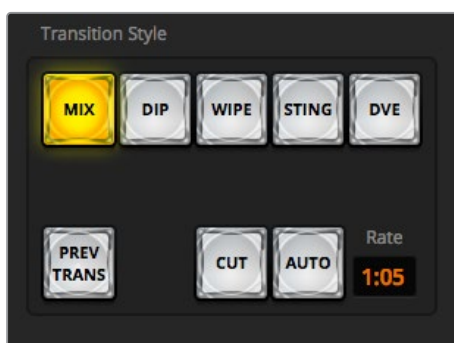 Transition Style
MIX DIP WIPE STING DVE
PREV
TRANS
CUT AUTO
Rate
1:05